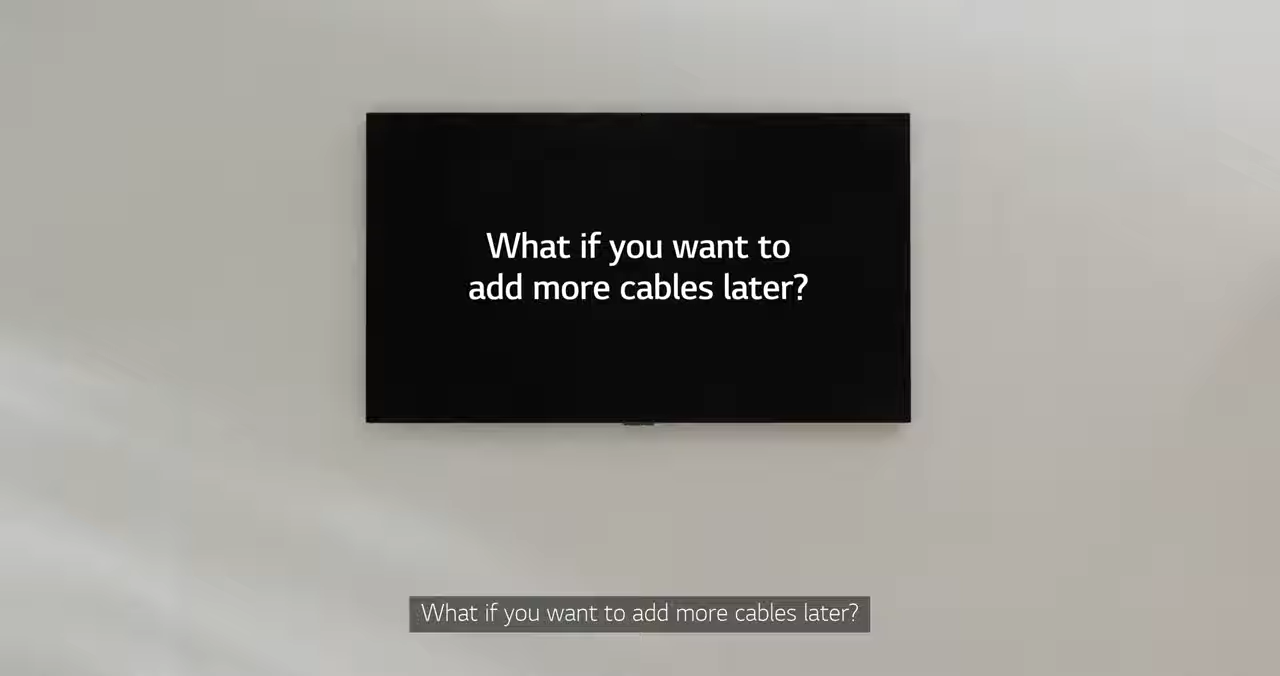 What if you want to
add more cables later?
What if you want to add more cables later?